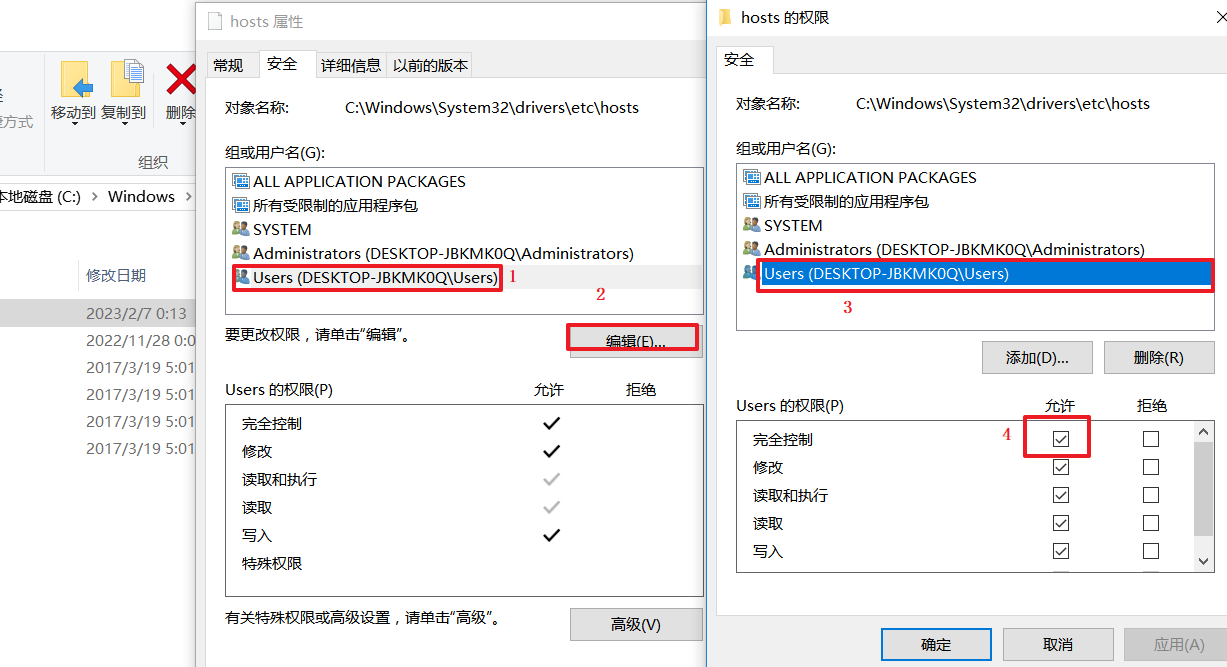 方式
移动到
复制到
删除
组织
本地磁盘 (C:) > Windows >
修改日期
2023/2/7 0:13
2022/11/28 0:0
2017/3/19 5:01
2017/3/19 5:01
2017/3/19 5:01
2017/3/19 5:01
hosts 属性
常规
安全
详细信息
以前的版本
对象名称: C:\Windows\System32\drivers\etc\hosts
组或用户名(G):
ALL APPLICATION PACKAGES
所有受限制的应用程序包
SYSTEM
Administrators (DESKTOP-JBKMK0Q\Administrators)
Users (DESKTOP-JBKMK0Q\Users) 1
2
要更改权限，请单击“编辑”。 编辑(E)...
Users 的权限(P) 允许 拒绝
完全控制
修改
读取和执行
读取
写入
特殊权限
有关特殊权限或高级设置，请单击“高级”。 高级(V)
hosts 的权限
安全
对象名称: C:\Windows\System32\drivers\etc\hosts
组或用户名(G):
ALL APPLICATION PACKAGES
所有受限制的应用程序包
SYSTEM
Administrators (DESKTOP-JBKMK0Q\Administrators)
Users (DESKTOP-JBKMK0Q\Users)
3
添加(D)... 删除(R)
Users 的权限(P) 允许 拒绝
4
完全控制
修改
读取和执行
读取
写入
确定 取消 应用(A)